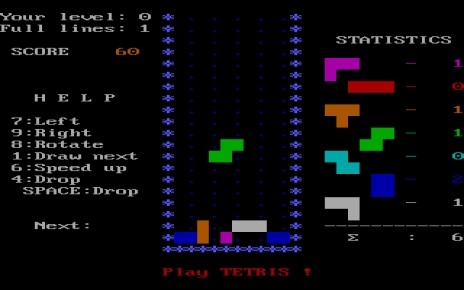 Your level: 0
Full lines: 1
SCORE 60
H E L P
7:Left
9:Right
8:Rotate
1:Draw next
6:Speed up
4:Drop
SPACE:Drop
Next:
STATISTICS
- 1
- 0
- 1
- 1
- 0
- 2
- 1
Σ : 6
Play TETRIS !